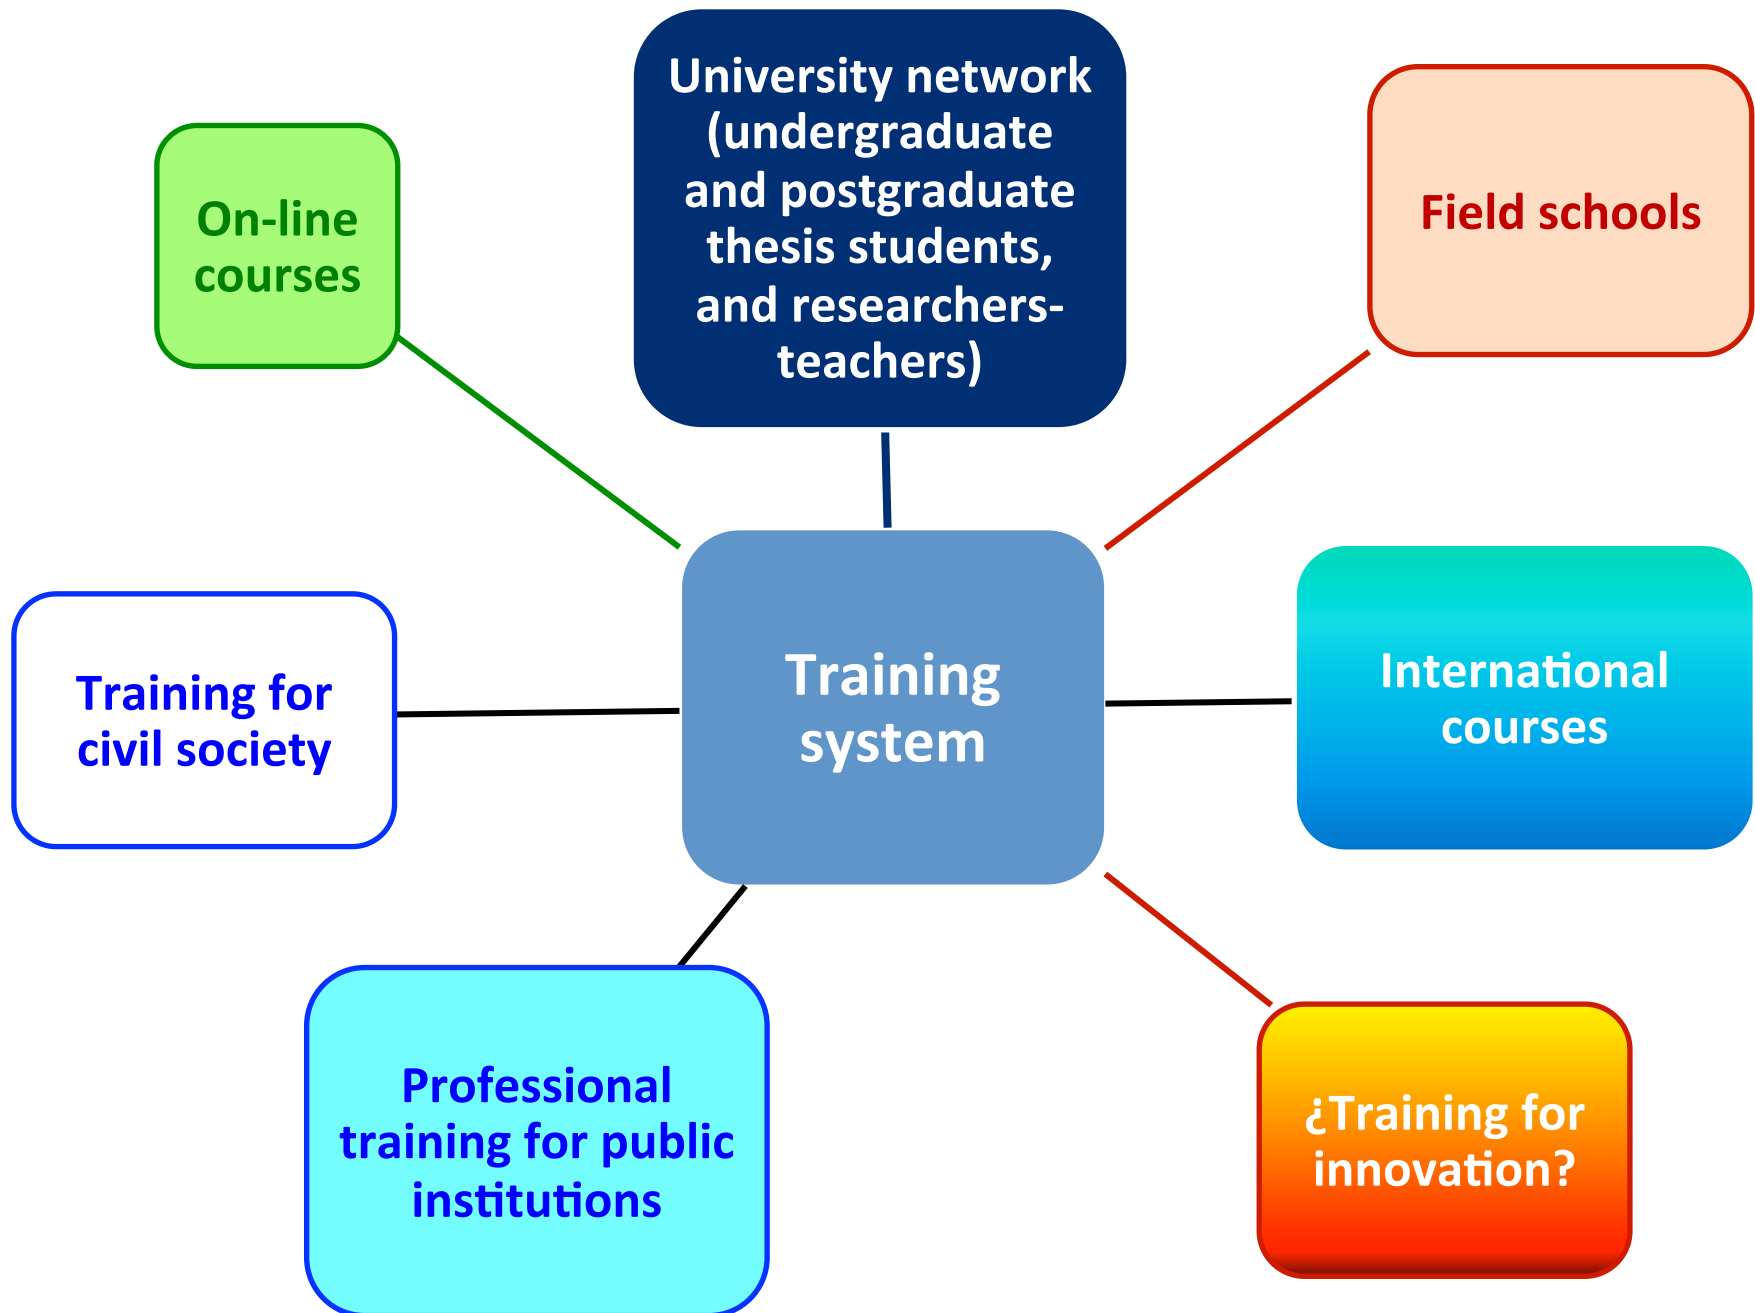 University network
(undergraduate
and postgraduate
thesis students,
and researchers-
teachers)
On-line
courses
Field schools
Training for
civil society
Training
system
International
courses
Professional
training for public
institutions
¿Training for
innovation?